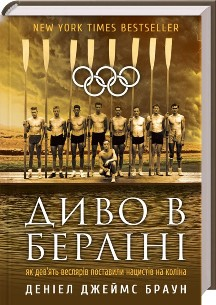 NEW YORK TIMES BESTSELLER
ДИВО В
БЕРЛІНІ
як дев'ять веслярів поставили нацистів на коліна
ДЕНІЕЛ ДЖЕЙМС БРАУН